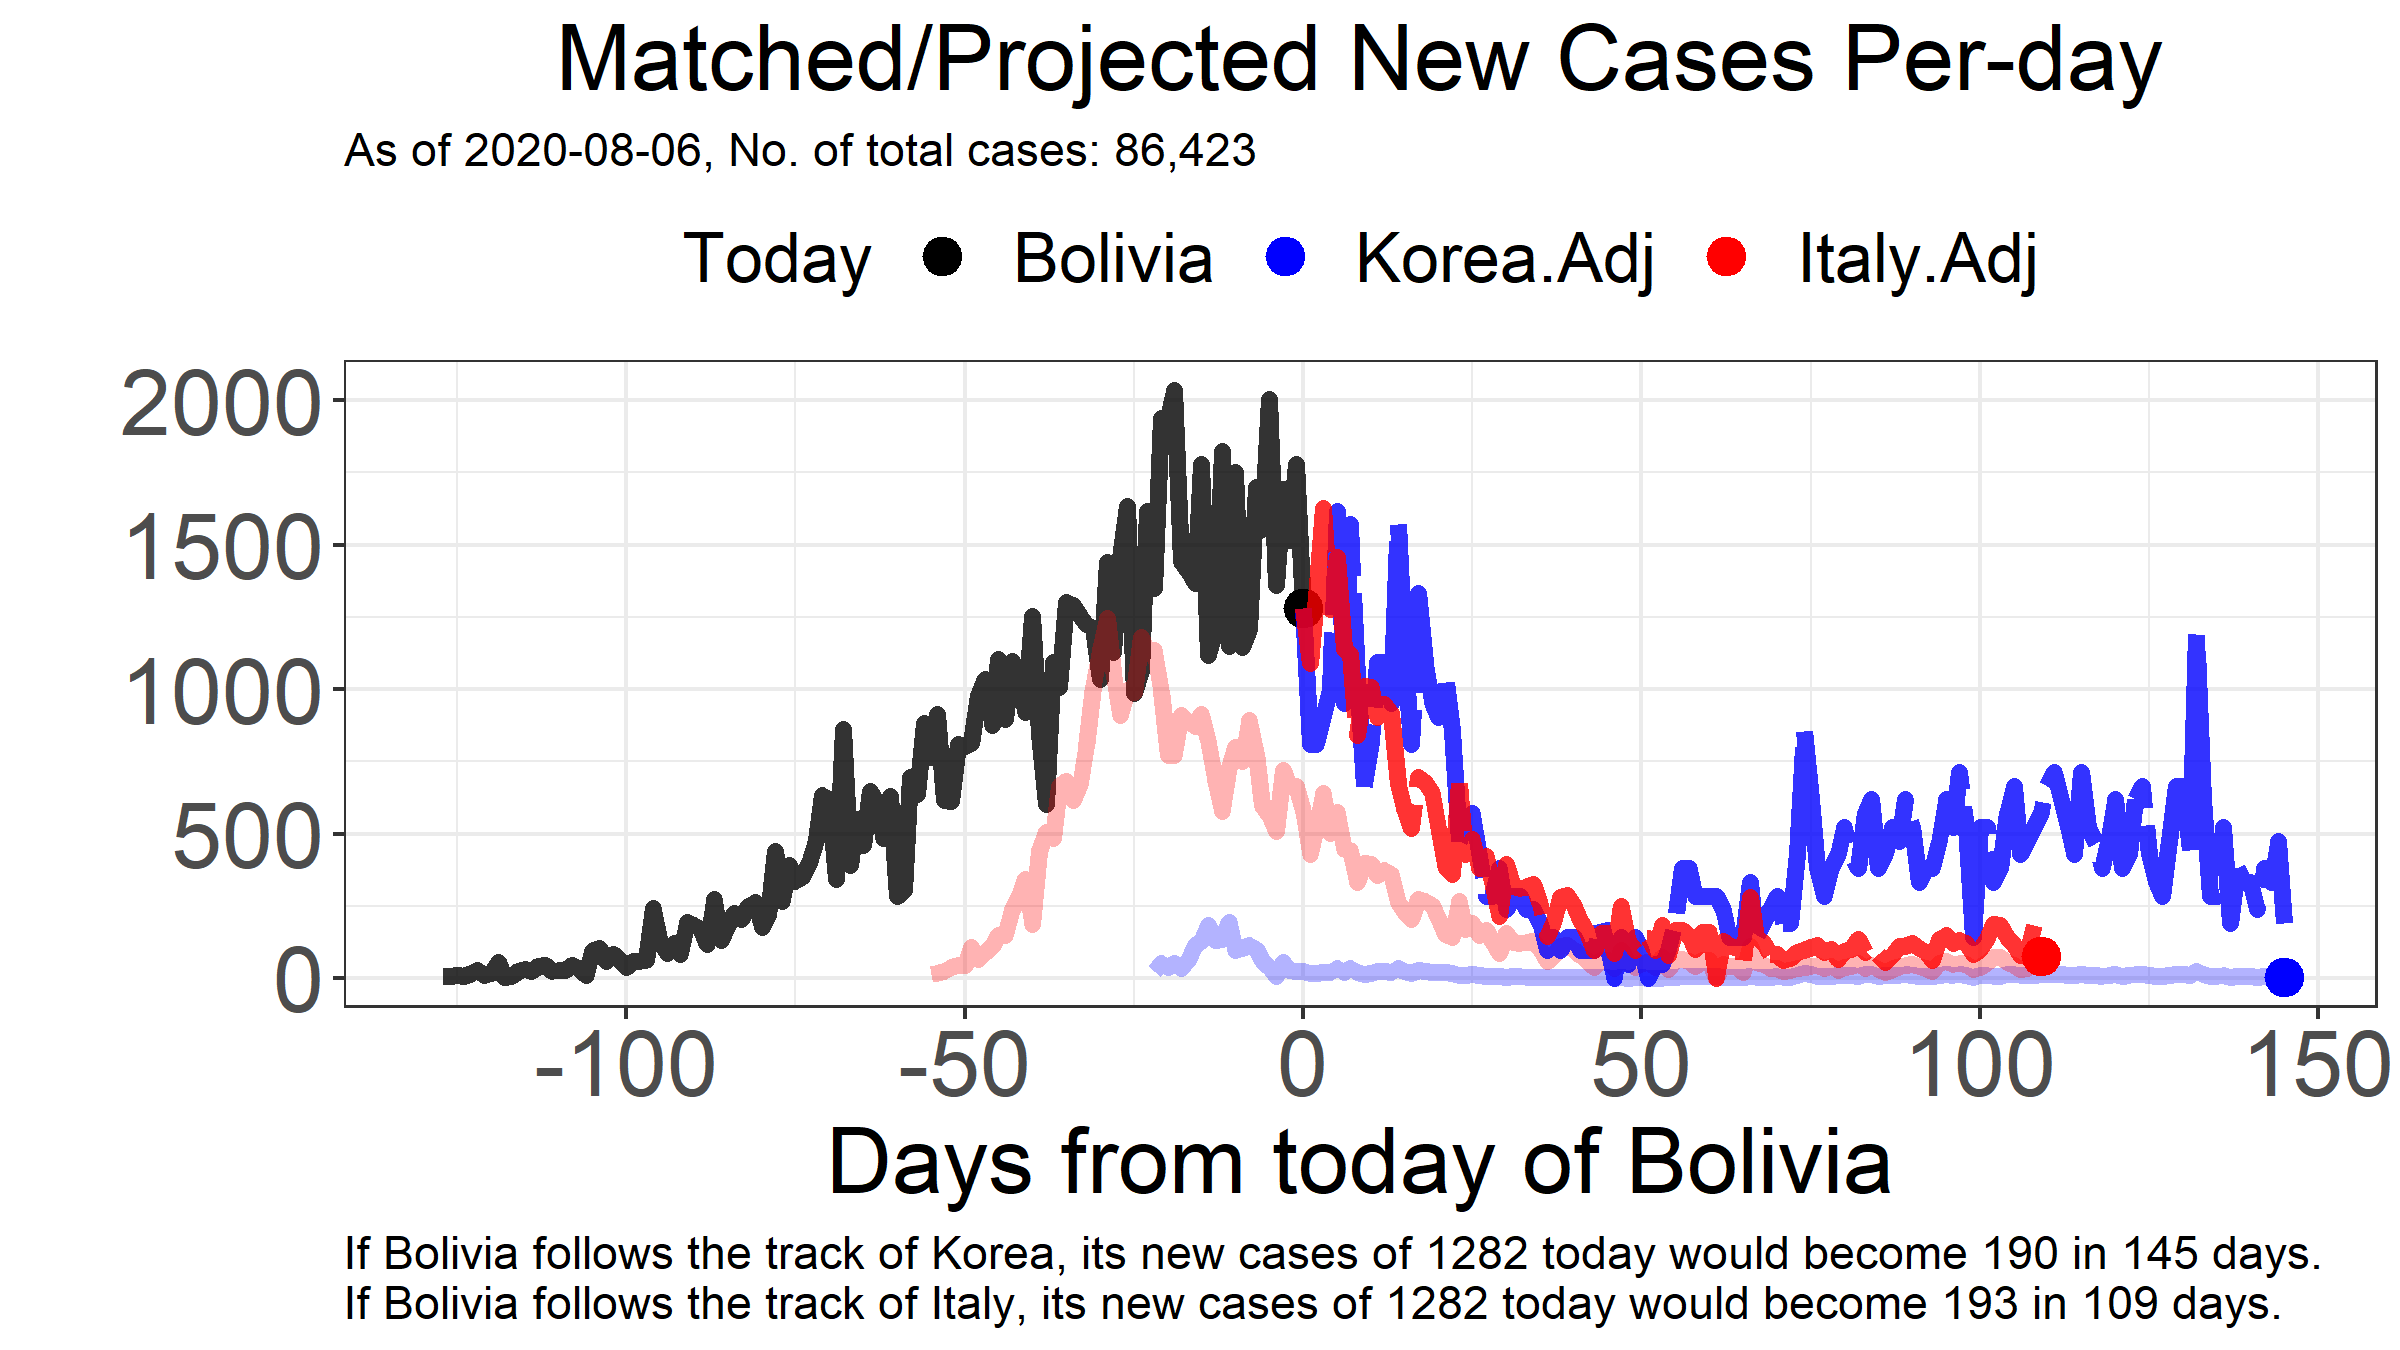 Matched/Projected New Cases Per-day
As of 2020-08-06, No. of total cases: 86,423
Today Bolivia Korea.Adj Italy.Adj
2000
1500
1000
500
0
-100 -50 0 50 100 150
Days from today of Bolivia
If Bolivia follows the track of Korea, its new cases of 1282 today would become 190 in 145 days.
If Bolivia follows the track of Italy, its new cases of 1282 today would become 193 in 109 days.